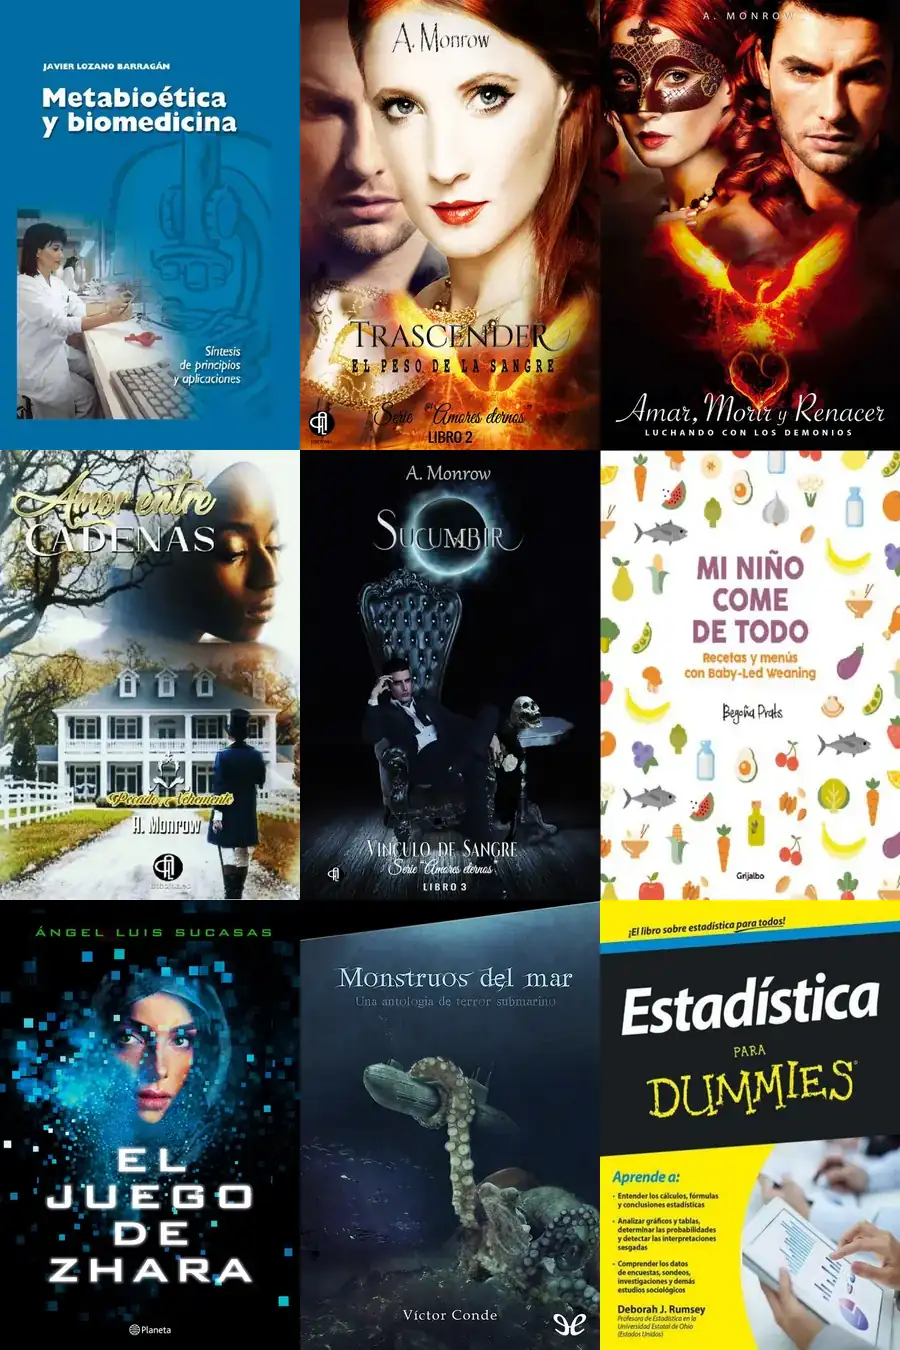 JAVIER LOZANO BARRAGÁN
Metabioética
y biomedicina
Síntesis
de principios
y aplicaciones
A. Monrow
TRASCENDER
EL PESO DE LA SANGRE
Serie "Amores eternos"
LIBRO 2
A. MONROW
Amar, Morir y Renacer
LUCHANDO CON LOS DEMONIOS
Amor entre
CADENAS
Pecado y Vehemente
A. Monrow
A. Monrow
SUCUMBIR
VINCULO DE SANGRE
Serie "Amores eternos"
LIBRO 3
MI NIÑO
COME
DE TODO
Recetas y menús
con Baby-Led Weaning
Begoña Prats
Grijalbo
ÁNGEL LUIS SUCASAS
EL
JUEGO
DE
ZHARA
Planeta
Monstruos del mar
Una antología de terror submarino
Víctor Conde
¡El libro sobre estadística para todos!
Estadística
PARA
DUMMIES
Aprende a:
• Entender los cálculos, fórmulas
y conclusiones estadísticas
• Analizar gráficos y tablas,
determinar las probabilidades
y detectar las interpretaciones
sesgadas
• Comprender los datos
de encuestas, sondeos,
investigaciones y demás
estudios sociológicos
Deborah J. Rumsey
Profesora de Estadística en la
Universidad Estatal de Ohio
(Estados Unidos)